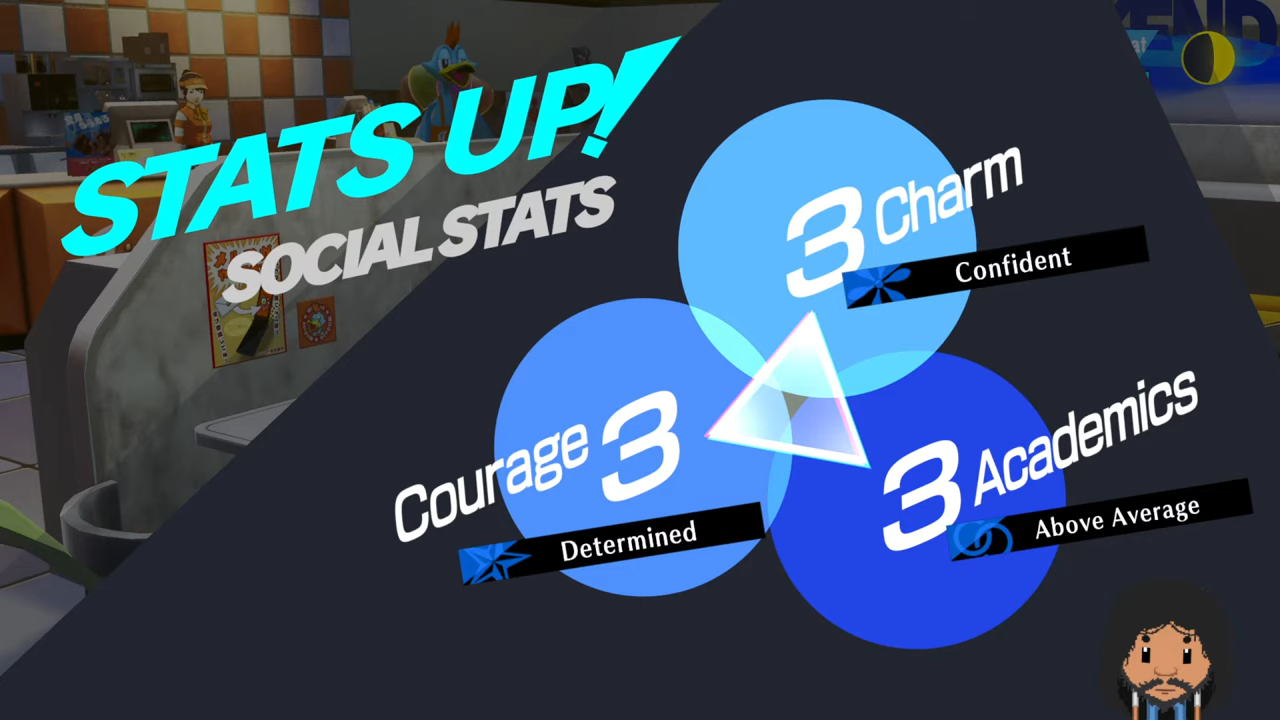 STATS UP!
SOCIAL STATS
3 Charm
Confident
Courage 3
Determined
3 Academics
Above Average